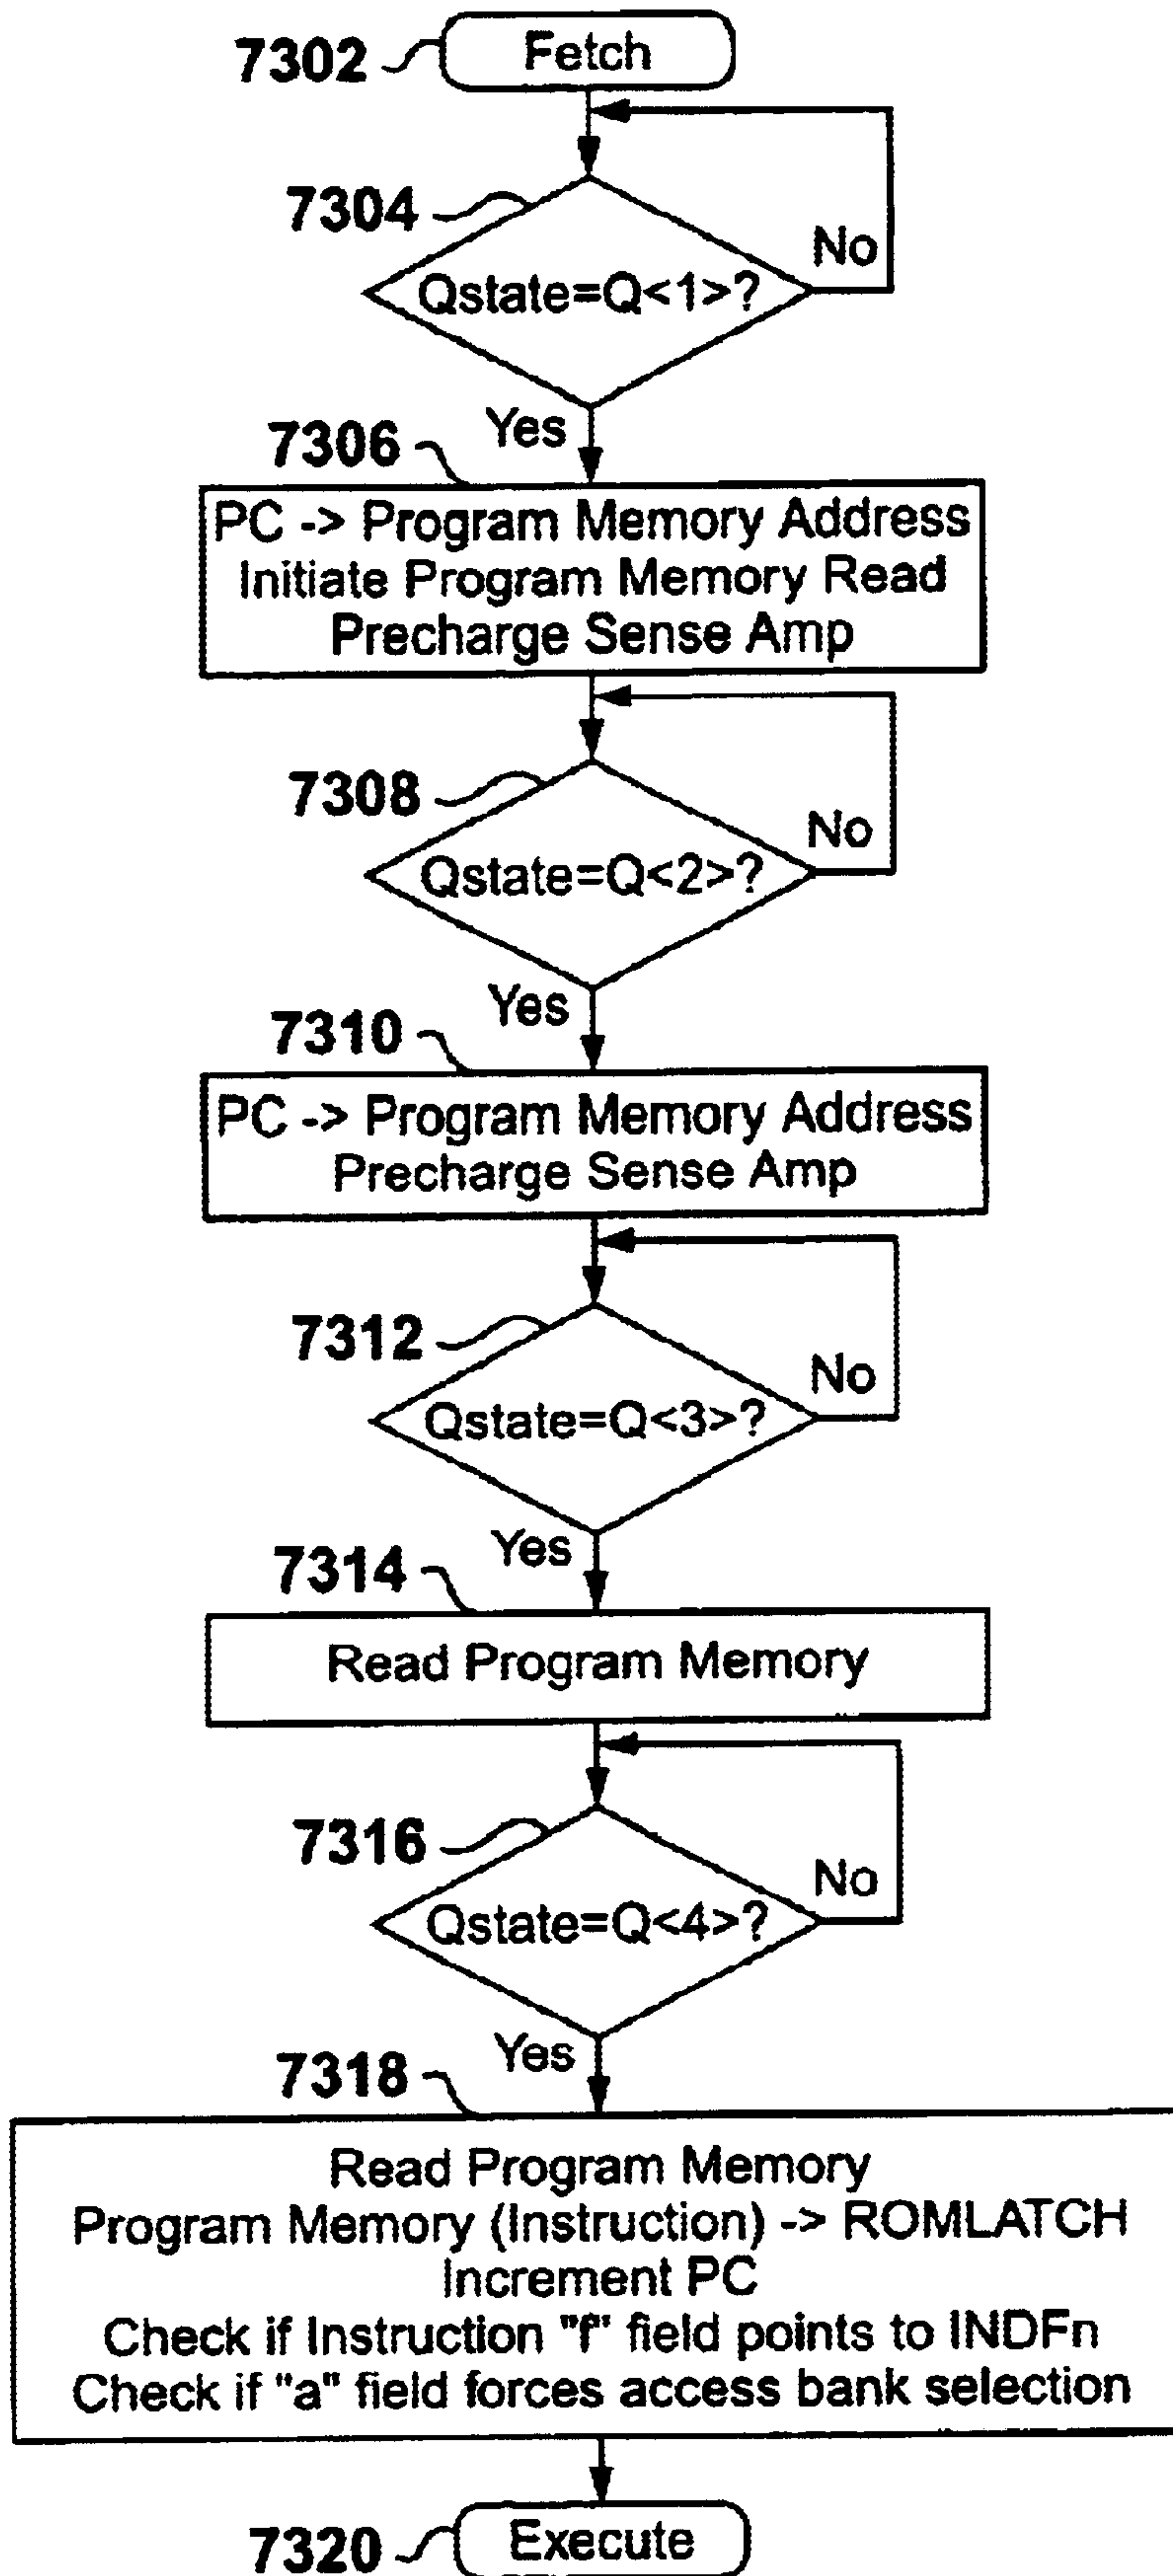 7302
Fetch
7304
Qstate=Q<1>?
No
Yes
7306
PC -> Program Memory Address
Initiate Program Memory Read
Precharge Sense Amp
7308
Qstate=Q<2>?
No
Yes
7310
PC -> Program Memory Address
Precharge Sense Amp
7312
Qstate=Q<3>?
No
Yes
7314
Read Program Memory
7316
Qstate=Q<4>?
No
Yes
7318
Read Program Memory
Program Memory (Instruction) -> ROMLATCH
Increment PC
Check if Instruction "f" field points to INDFn
Check if "a" field forces access bank selection
7320
Execute